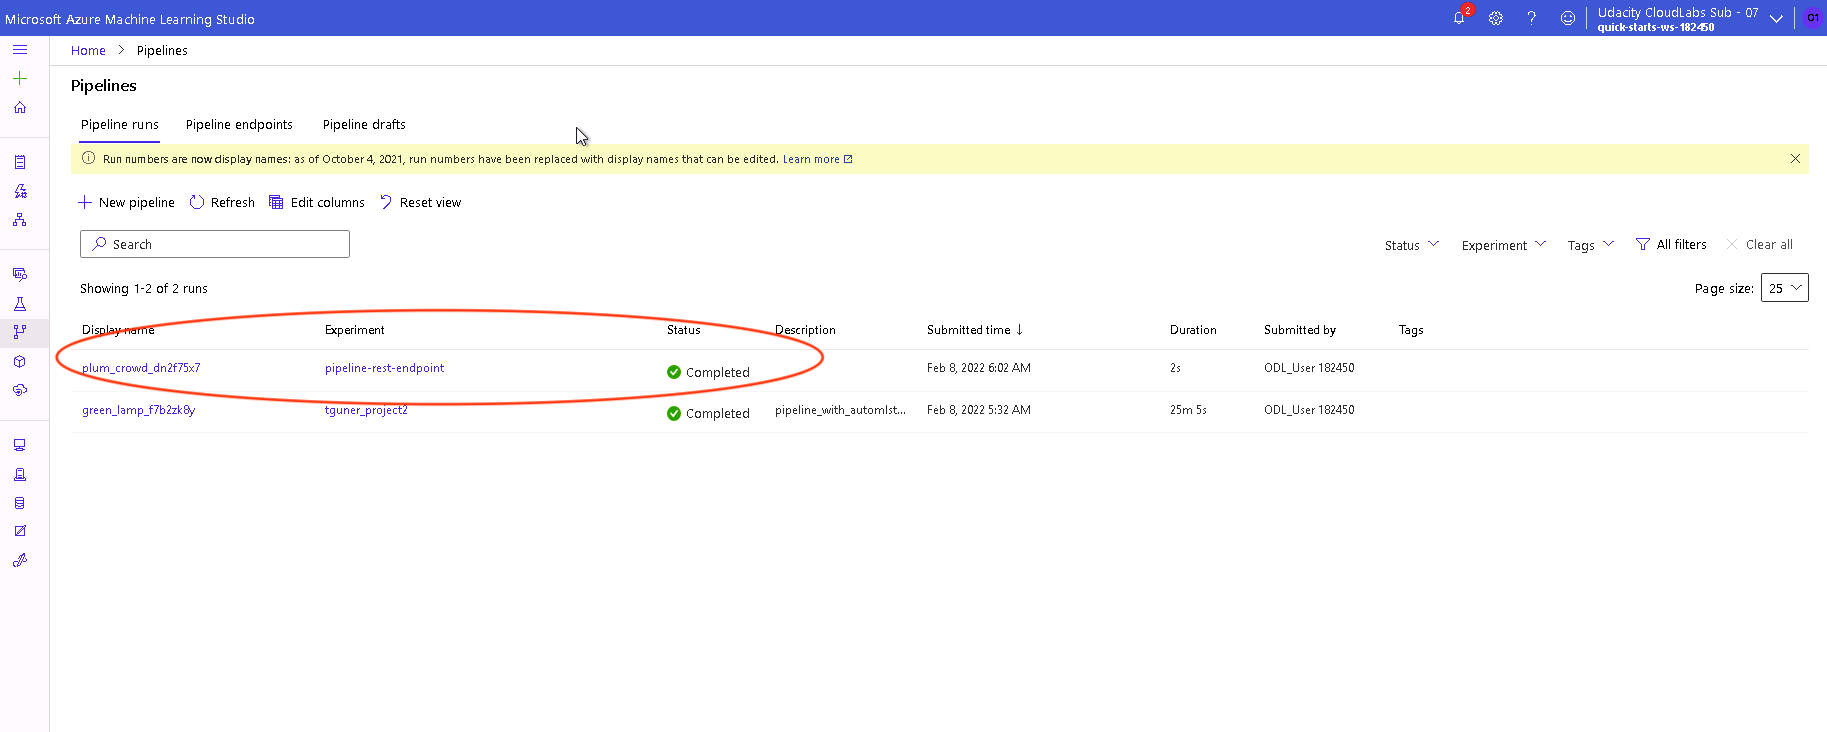 Microsoft Azure Machine Learning Studio
2
Udacity CloudLabs Sub - 07
quick-starts-ws-182450
O1
Home > Pipelines
Pipelines
Pipeline runs Pipeline endpoints Pipeline drafts
Run numbers are now display names: as of October 4, 2021, run numbers have been replaced with display names that can be edited. Learn more
New pipeline Refresh Edit columns Reset view
Search
Status Experiment Tags All filters Clear all
Showing 1-2 of 2 runs
Page size: 25
Display name Experiment Status Description Submitted time ↓ Duration Submitted by Tags
plum_crowd_dn2f75x7 pipeline-rest-endpoint Completed Feb 8, 2022 6:02 AM 2s ODL_User 182450
green_lamp_f7b2zk8y tguner_project2 Completed pipeline_with_automlst... Feb 8, 2022 5:32 AM 25m 5s ODL_User 182450